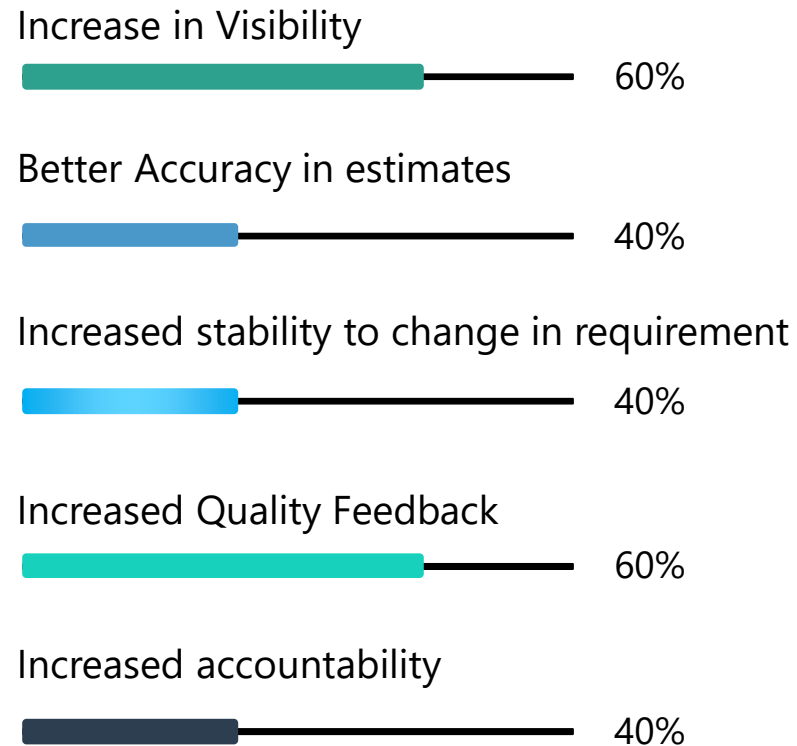 Increase in Visibility
60%
Better Accuracy in estimates
40%
Increased stability to change in requirement
40%
Increased Quality Feedback
60%
Increased accountability
40%